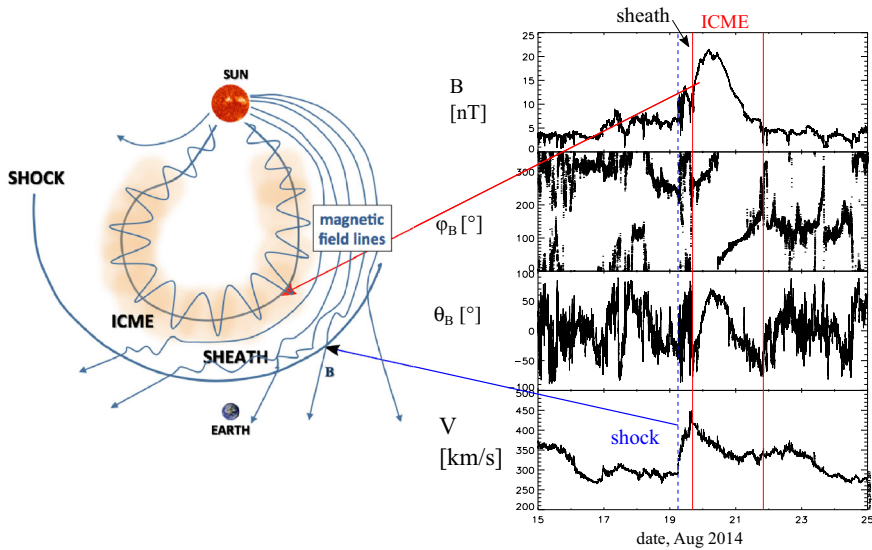 SUN
SHOCK
magnetic
field lines
ICME
SHEATH
B
EARTH
sheath
ICME
B
[nT]
25
20
15
10
5
0
φB [°]
300
200
100
0
100
θB [°]
50
0
−50
−100
V
[km/s]
shock
500
450
400
350
300
250
200
15 17 19 21 23 25
date, Aug 2014